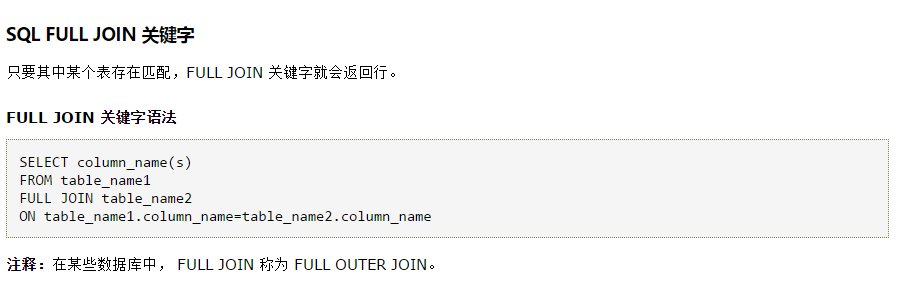 SQL FULL JOIN 关键字
只要其中某个表存在匹配，FULL JOIN 关键字就会返回行。
FULL JOIN 关键字语法
SELECT column_name(s)
FROM table_name1
FULL JOIN table_name2
ON table_name1.column_name=table_name2.column_name
注释：在某些数据库中， FULL JOIN 称为 FULL OUTER JOIN。